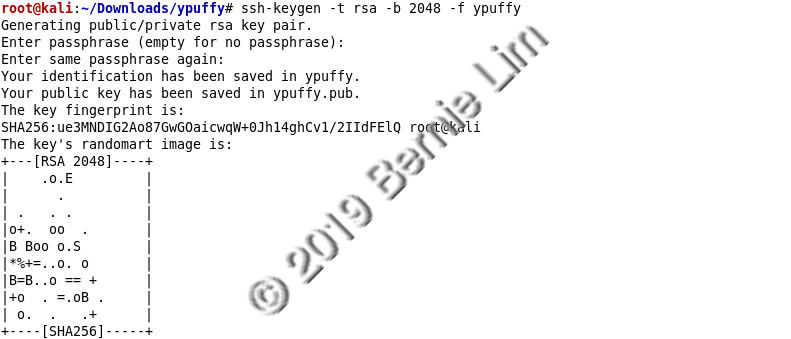 root@kali:~/Downloads/ypuffy# ssh-keygen -t rsa -b 2048 -f ypuffy
Generating public/private rsa key pair.
Enter passphrase (empty for no passphrase):
Enter same passphrase again:
Your identification has been saved in ypuffy.
Your public key has been saved in ypuffy.pub.
The key fingerprint is:
SHA256:ue3MNDIG2Ao87GwGOaicwqW+0Jh14ghCv1/2IIdFElQ root@kali
The key's randomart image is:
+---[RSA 2048]----+
|    .o.E         |
|      .          |
| .   . .         |
|o+.  oo  .       |
|B Boo o.S        |
|*%+=..o. o       |
|B=B..o == +      |
|+o  . =.oB .     |
| o.  .   .+      |
+----[SHA256]-----+
© 2019 Bernie Lim